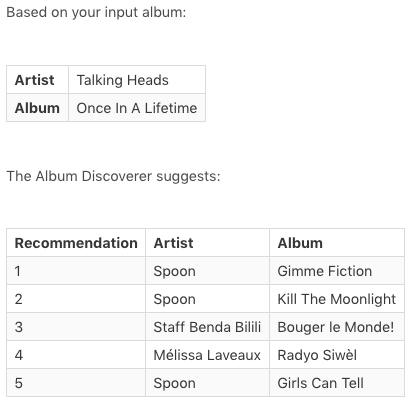 Based on your input album:
Artist Talking Heads
Album Once In A Lifetime
The Album Discoverer suggests:
Recommendation Artist Album
1 Spoon Gimme Fiction
2 Spoon Kill The Moonlight
3 Staff Benda Bilili Bouger le Monde!
4 Mélissa Laveaux Radyo Siwèl
5 Spoon Girls Can Tell